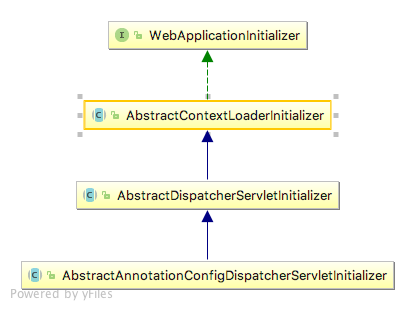 I WebApplicationInitializer
C AbstractContextLoaderInitializer
C AbstractDispatcherServletInitializer
C AbstractAnnotationConfigDispatcherServletInitializer
Powered by yFiles